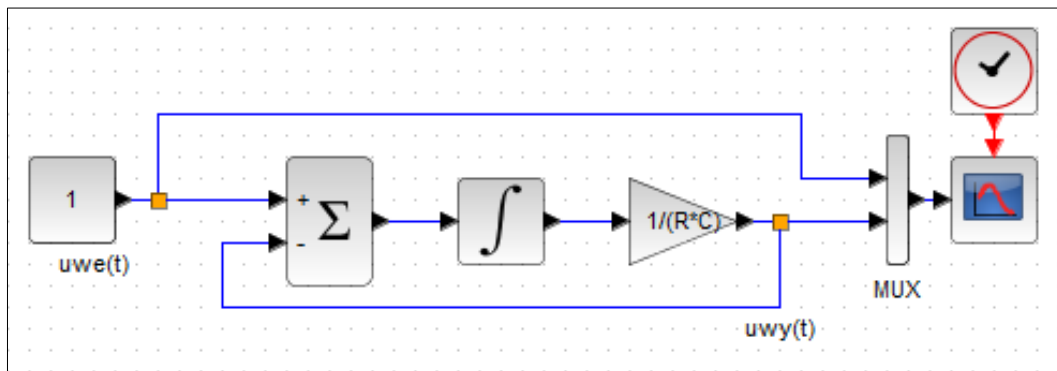 1
uwe(t)
+
-
Σ
∫
1/(R*C)
uwy(t)
MUX